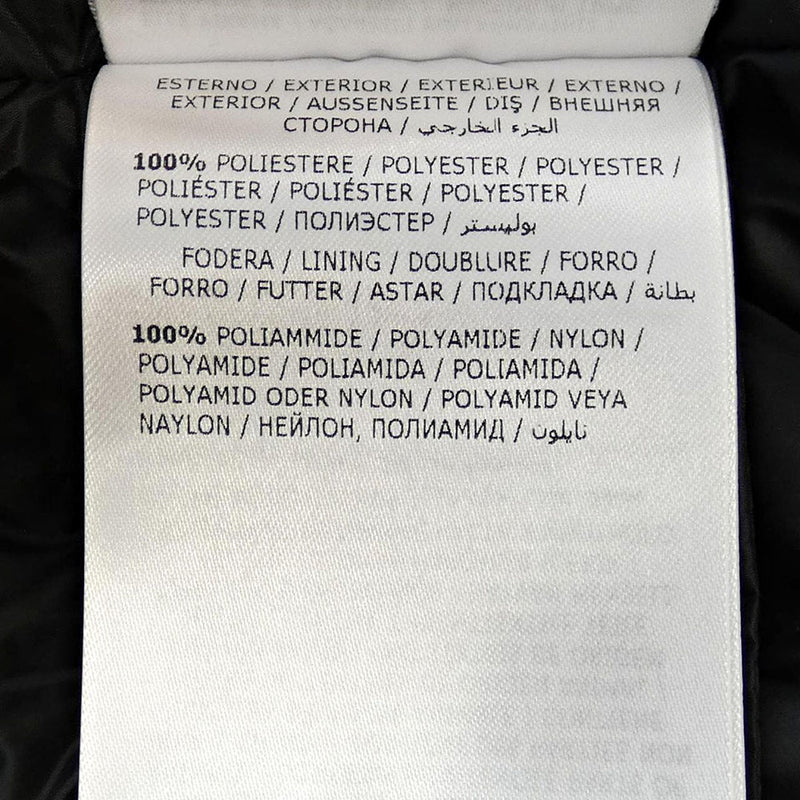 ESTERNO / EXTERIOR / EXTERIEUR / EXTERNO /
EXTERIOR / AUSSENSEITE / DIŞ / ВНЕШНЯЯ
СТОРОНА / الجزء الخارجي
100% POLIESTERE / POLYESTER / POLYESTER /
POLIÉSTER / POLIÉSTER / POLYESTER /
POLYESTER / ПОЛИЭСТЕР / بوليستر
FODERA / LINING / DOUBLURE / FORRO /
FORRO / FUTTER / ASTAR / ПОДКЛАДКА / بطانة
100% POLIAMMIDE / POLYAMIDE / NYLON /
POLYAMIDE / POLIAMIDA / POLIAMIDA /
POLYAMID ODER NYLON / POLYAMID VEYA
NAYLON / НЕЙЛОН, ПОЛИАМИД / نايلون